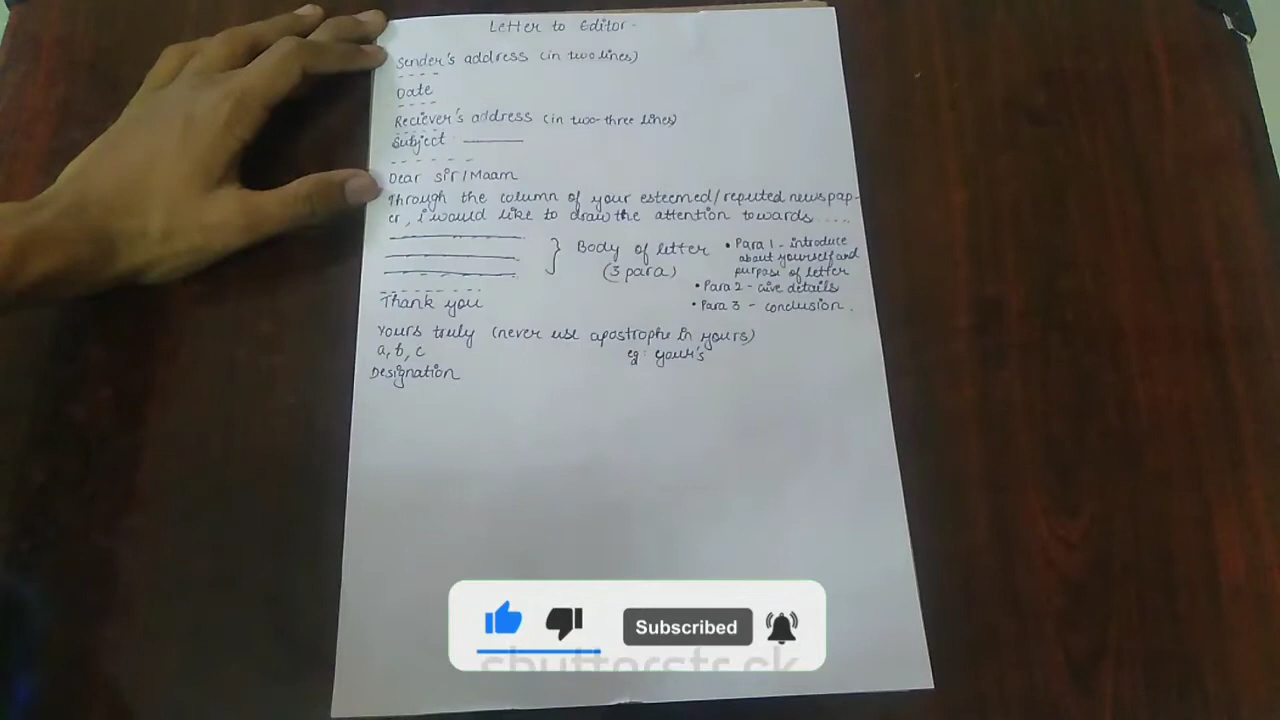 Letter to Editor-
Sender's address (in two lines)
Date
Reciever's address (in two-three lines)
Subject
Dear Sir/Maam
Through the column of your esteemed/reputed newspap-
er, i would like to draw the attention towards ....
} Body of letter
(3 para)
• Para 1 - introduce
about yourself and
purpose of letter
• Para 2 - Give details
• Para 3 - conclusion.
Thank you
Yours truly (never use apostrophe in yours)
a, b, c
eg: your's
Designation
Subscribed
shutterstock